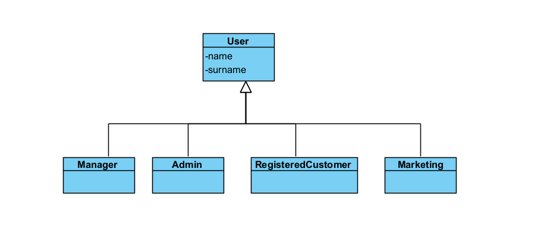 User
-name
-surname
Manager
Admin
RegisteredCustomer
Marketing